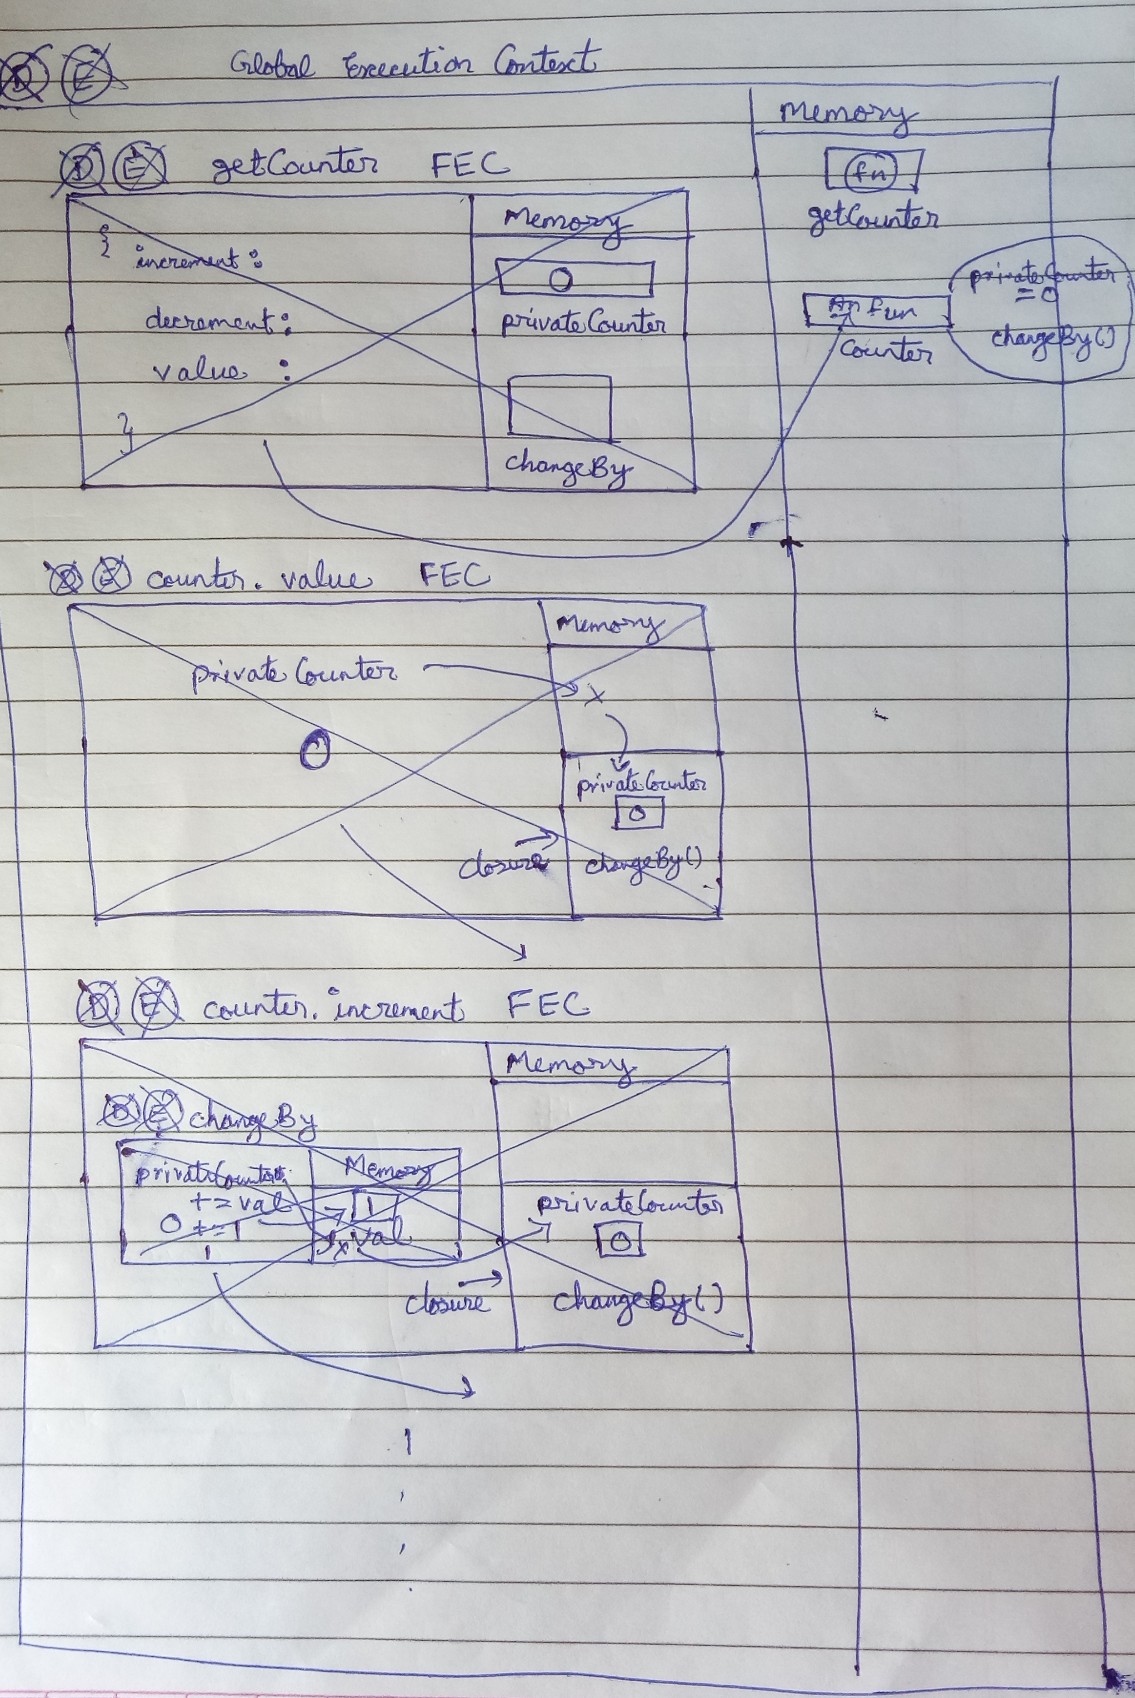 D E Global Execution Context
Memory
fn
getCounter
D E getCounter FEC
{ increment:
decrement:
value :
}
Memory
0
privateCounter
changeBy
fun
Counter
privateCounter
= 0
changeBy()
D E counter. value FEC
Memory
privateCounter
x
0
privateCounter
0
closure
changeBy()
D E counter. increment FEC
Memory
D E changeBy
privateCounter
+= val
0 += 1
1
Memory
1
val
x
privateCounter
0
closure
changeBy()
1